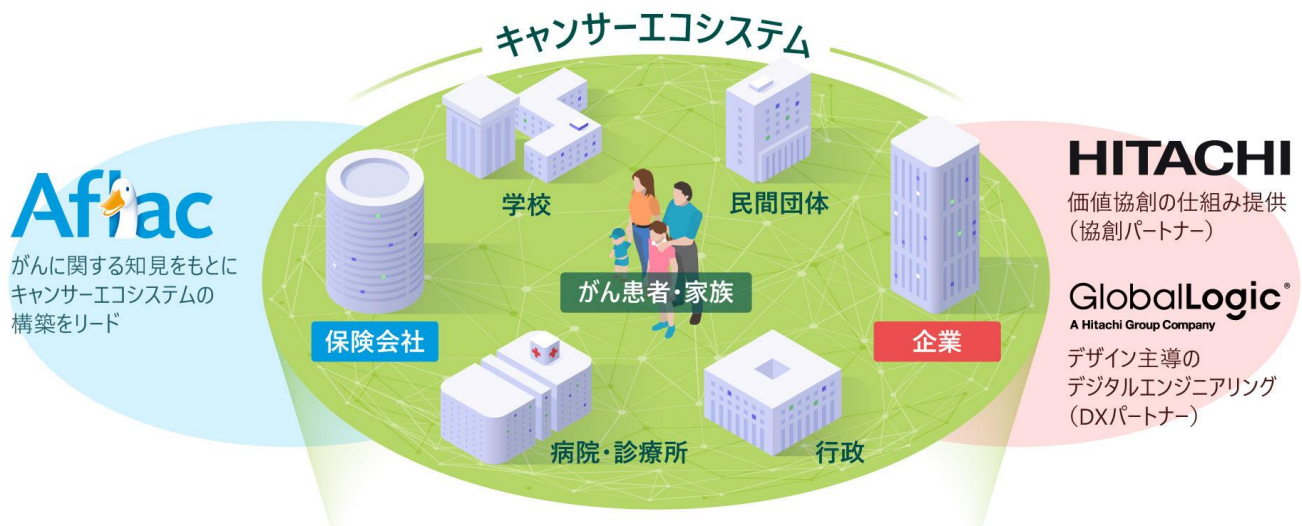 キャンサーエコシステム
Aflac
がんに関する知見をもとに
キャンサーエコシステムの
構築をリード
学校
民間団体
がん患者・家族
保険会社
企業
病院・診療所
行政
HITACHI
価値協創の仕組み提供
（協創パートナー）
GlobalLogic®
A Hitachi Group Company
デザイン主導の
デジタルエンジニアリング
（DXパートナー）